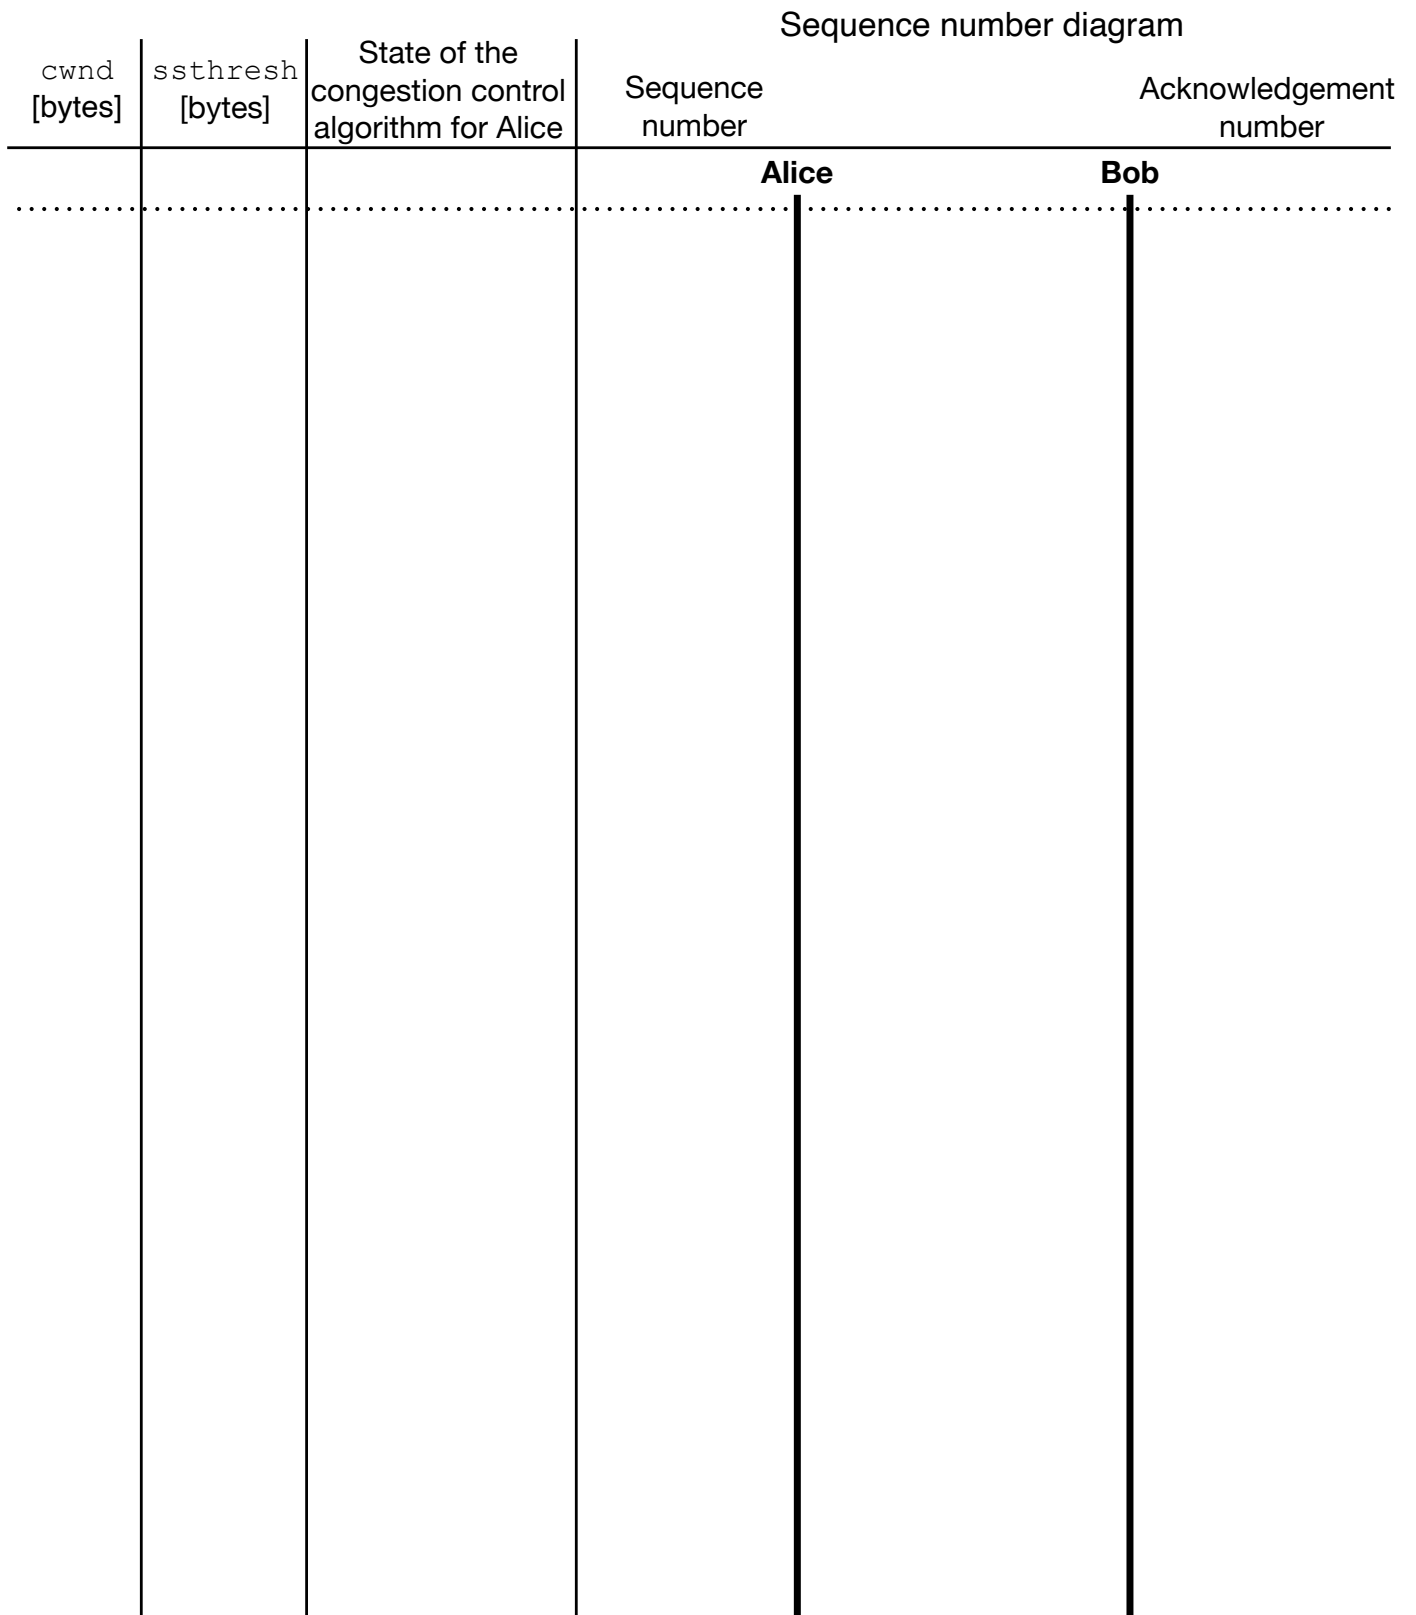 Sequence number diagram
cwnd
[bytes]
ssthresh
[bytes]
State of the
congestion control
algorithm for Alice
Sequence
number
Acknowledgement
number
Alice
Bob